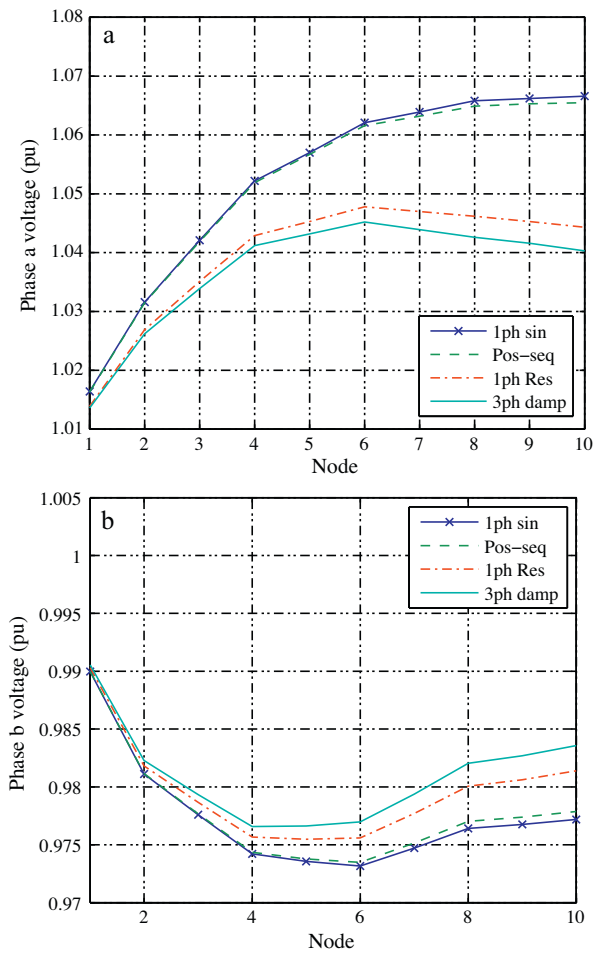 1.08
1.07
1.06
1.05
1.04
1.03
1.02
1.01
Phase a voltage (pu)
a
1ph sin
Pos-seq
1ph Res
3ph damp
1 2 3 4 5 6 7 8 9 10
Node
1.005
1
0.995
0.99
0.985
0.98
0.975
0.97
Phase b voltage (pu)
b
1ph sin
Pos-seq
1ph Res
3ph damp
2 4 6 8 10
Node